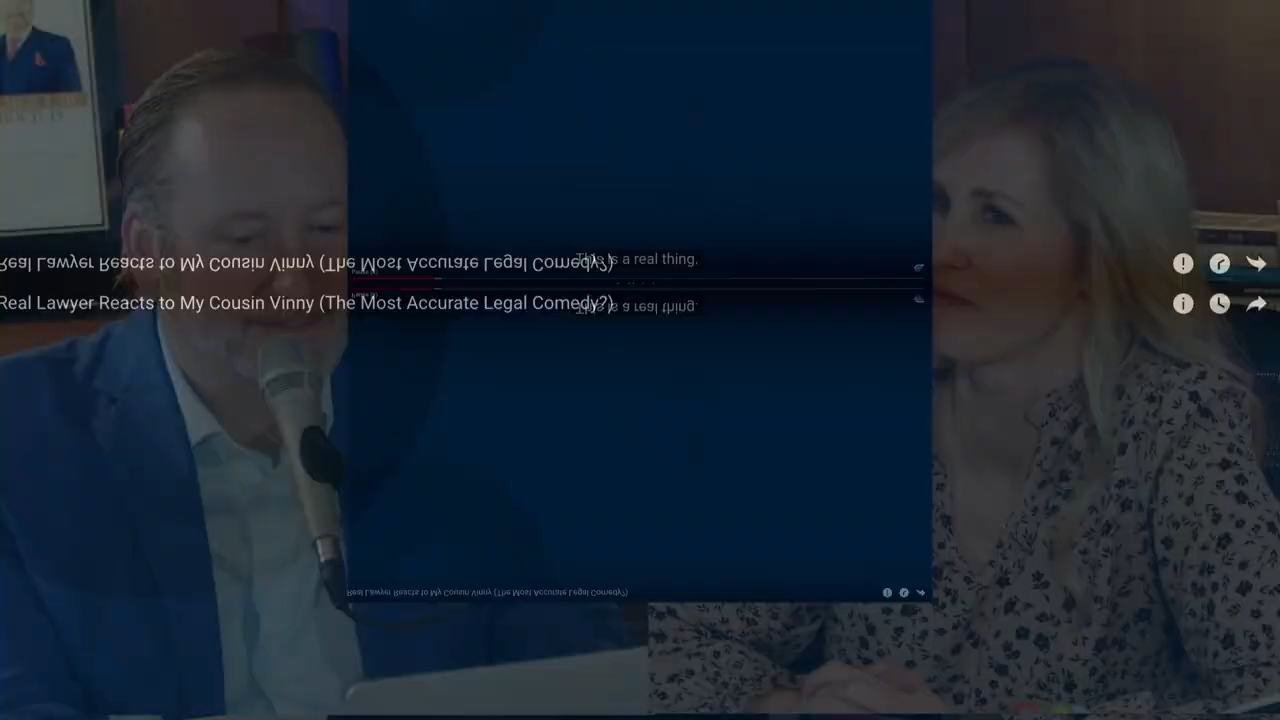 Real Lawyer Reacts to My Cousin Vinny (The Most Accurate Legal Comedy?)
This is a real thing.
Real Lawyer Reacts to My Cousin Vinny (The Most Accurate Legal Comedy?)
This is a real thing.
Real Lawyer Reacts to My Cousin Vinny (The Most Accurate Legal Comedy?)